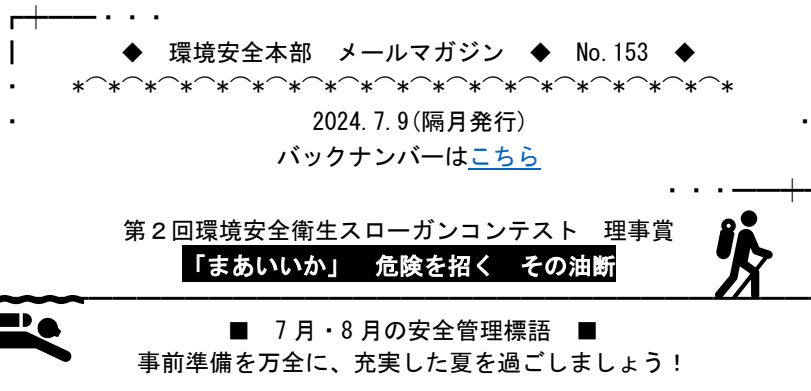 ◆ 環境安全本部 メールマガジン ◆ No.153 ◆
2024.7.9(隔月発行)
バックナンバーはこちら
第2回環境安全衛生スローガンコンテスト 理事賞
「まあいいか」 危険を招く その油断
■ 7月・8月の安全管理標語 ■
事前準備を万全に、充実した夏を過ごしましょう!